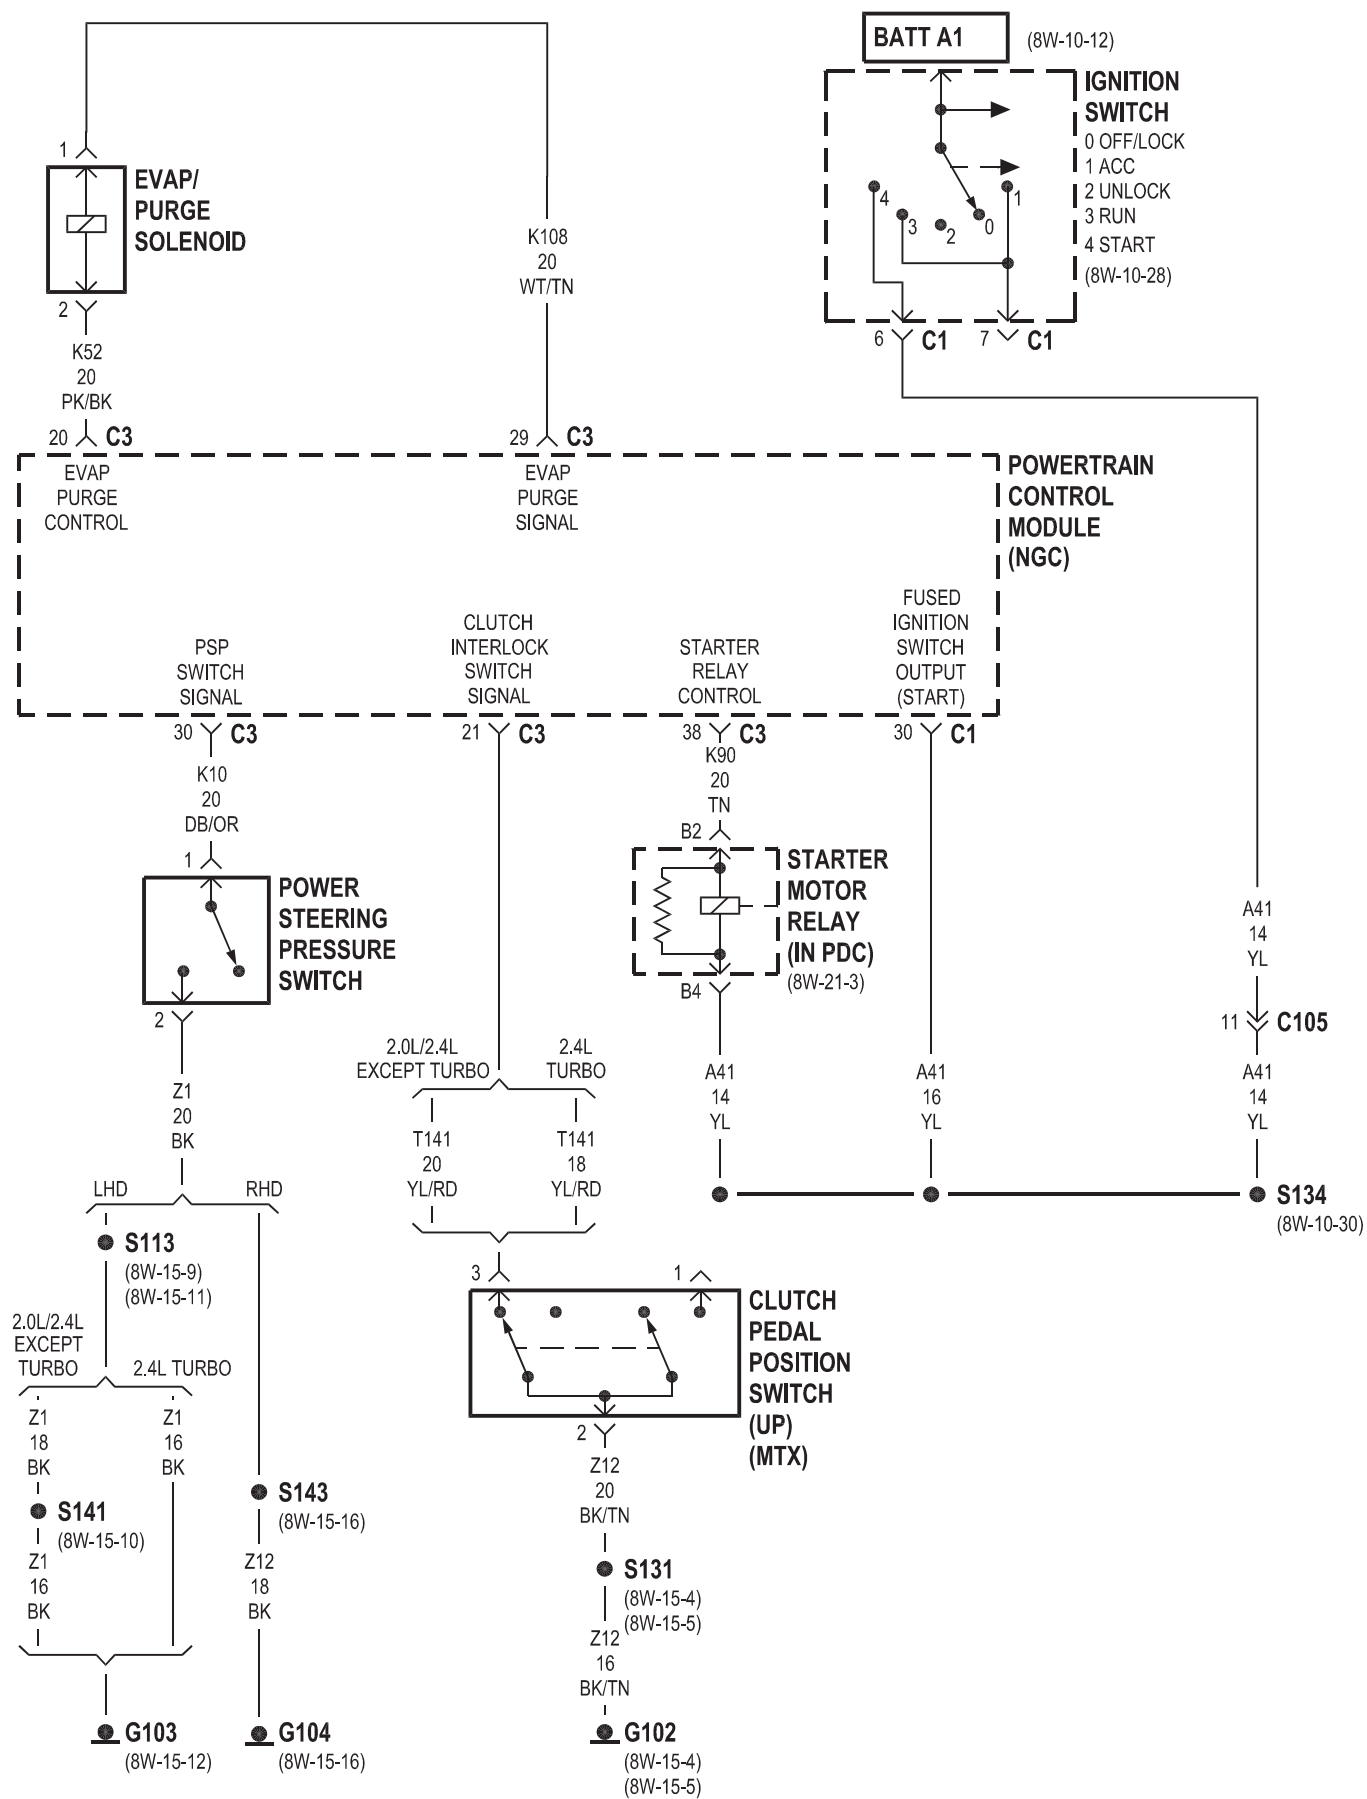 BATT A1
(8W-10-12)
IGNITION
SWITCH
0 OFF/LOCK
1 ACC
2 UNLOCK
3 RUN
4 START
(8W-10-28)
4
3
2
0
1
6
C1
7
C1
1
EVAP/
PURGE
SOLENOID
2
K52
20
PK/BK
20
C3
K108
20
WT/TN
29
C3
EVAP
PURGE
CONTROL
EVAP
PURGE
SIGNAL
POWERTRAIN
CONTROL
MODULE
(NGC)
PSP
SWITCH
SIGNAL
CLUTCH
INTERLOCK
SWITCH
SIGNAL
STARTER
RELAY
CONTROL
FUSED
IGNITION
SWITCH
OUTPUT
(START)
30
C3
21
C3
38
C3
30
C1
K10
20
DB/OR
K90
20
TN
1
POWER
STEERING
PRESSURE
SWITCH
2
B2
STARTER
MOTOR
RELAY
(IN PDC)
(8W-21-3)
B4
A41
14
YL
11
C105
2.0L/2.4L
EXCEPT TURBO
2.4L
TURBO
Z1
20
BK
T141
20
YL/RD
T141
18
YL/RD
A41
14
YL
A41
16
YL
A41
14
YL
S134
(8W-10-30)
LHD
RHD
S113
(8W-15-9)
(8W-15-11)
3
1
CLUTCH
PEDAL
POSITION
SWITCH
(UP)
(MTX)
2
2.0L/2.4L
EXCEPT
TURBO
2.4L TURBO
Z1
18
BK
Z1
16
BK
S141
(8W-15-10)
Z1
16
BK
S143
(8W-15-16)
Z12
18
BK
Z12
20
BK/TN
S131
(8W-15-4)
(8W-15-5)
Z12
16
BK/TN
G103
(8W-15-12)
G104
(8W-15-16)
G102
(8W-15-4)
(8W-15-5)